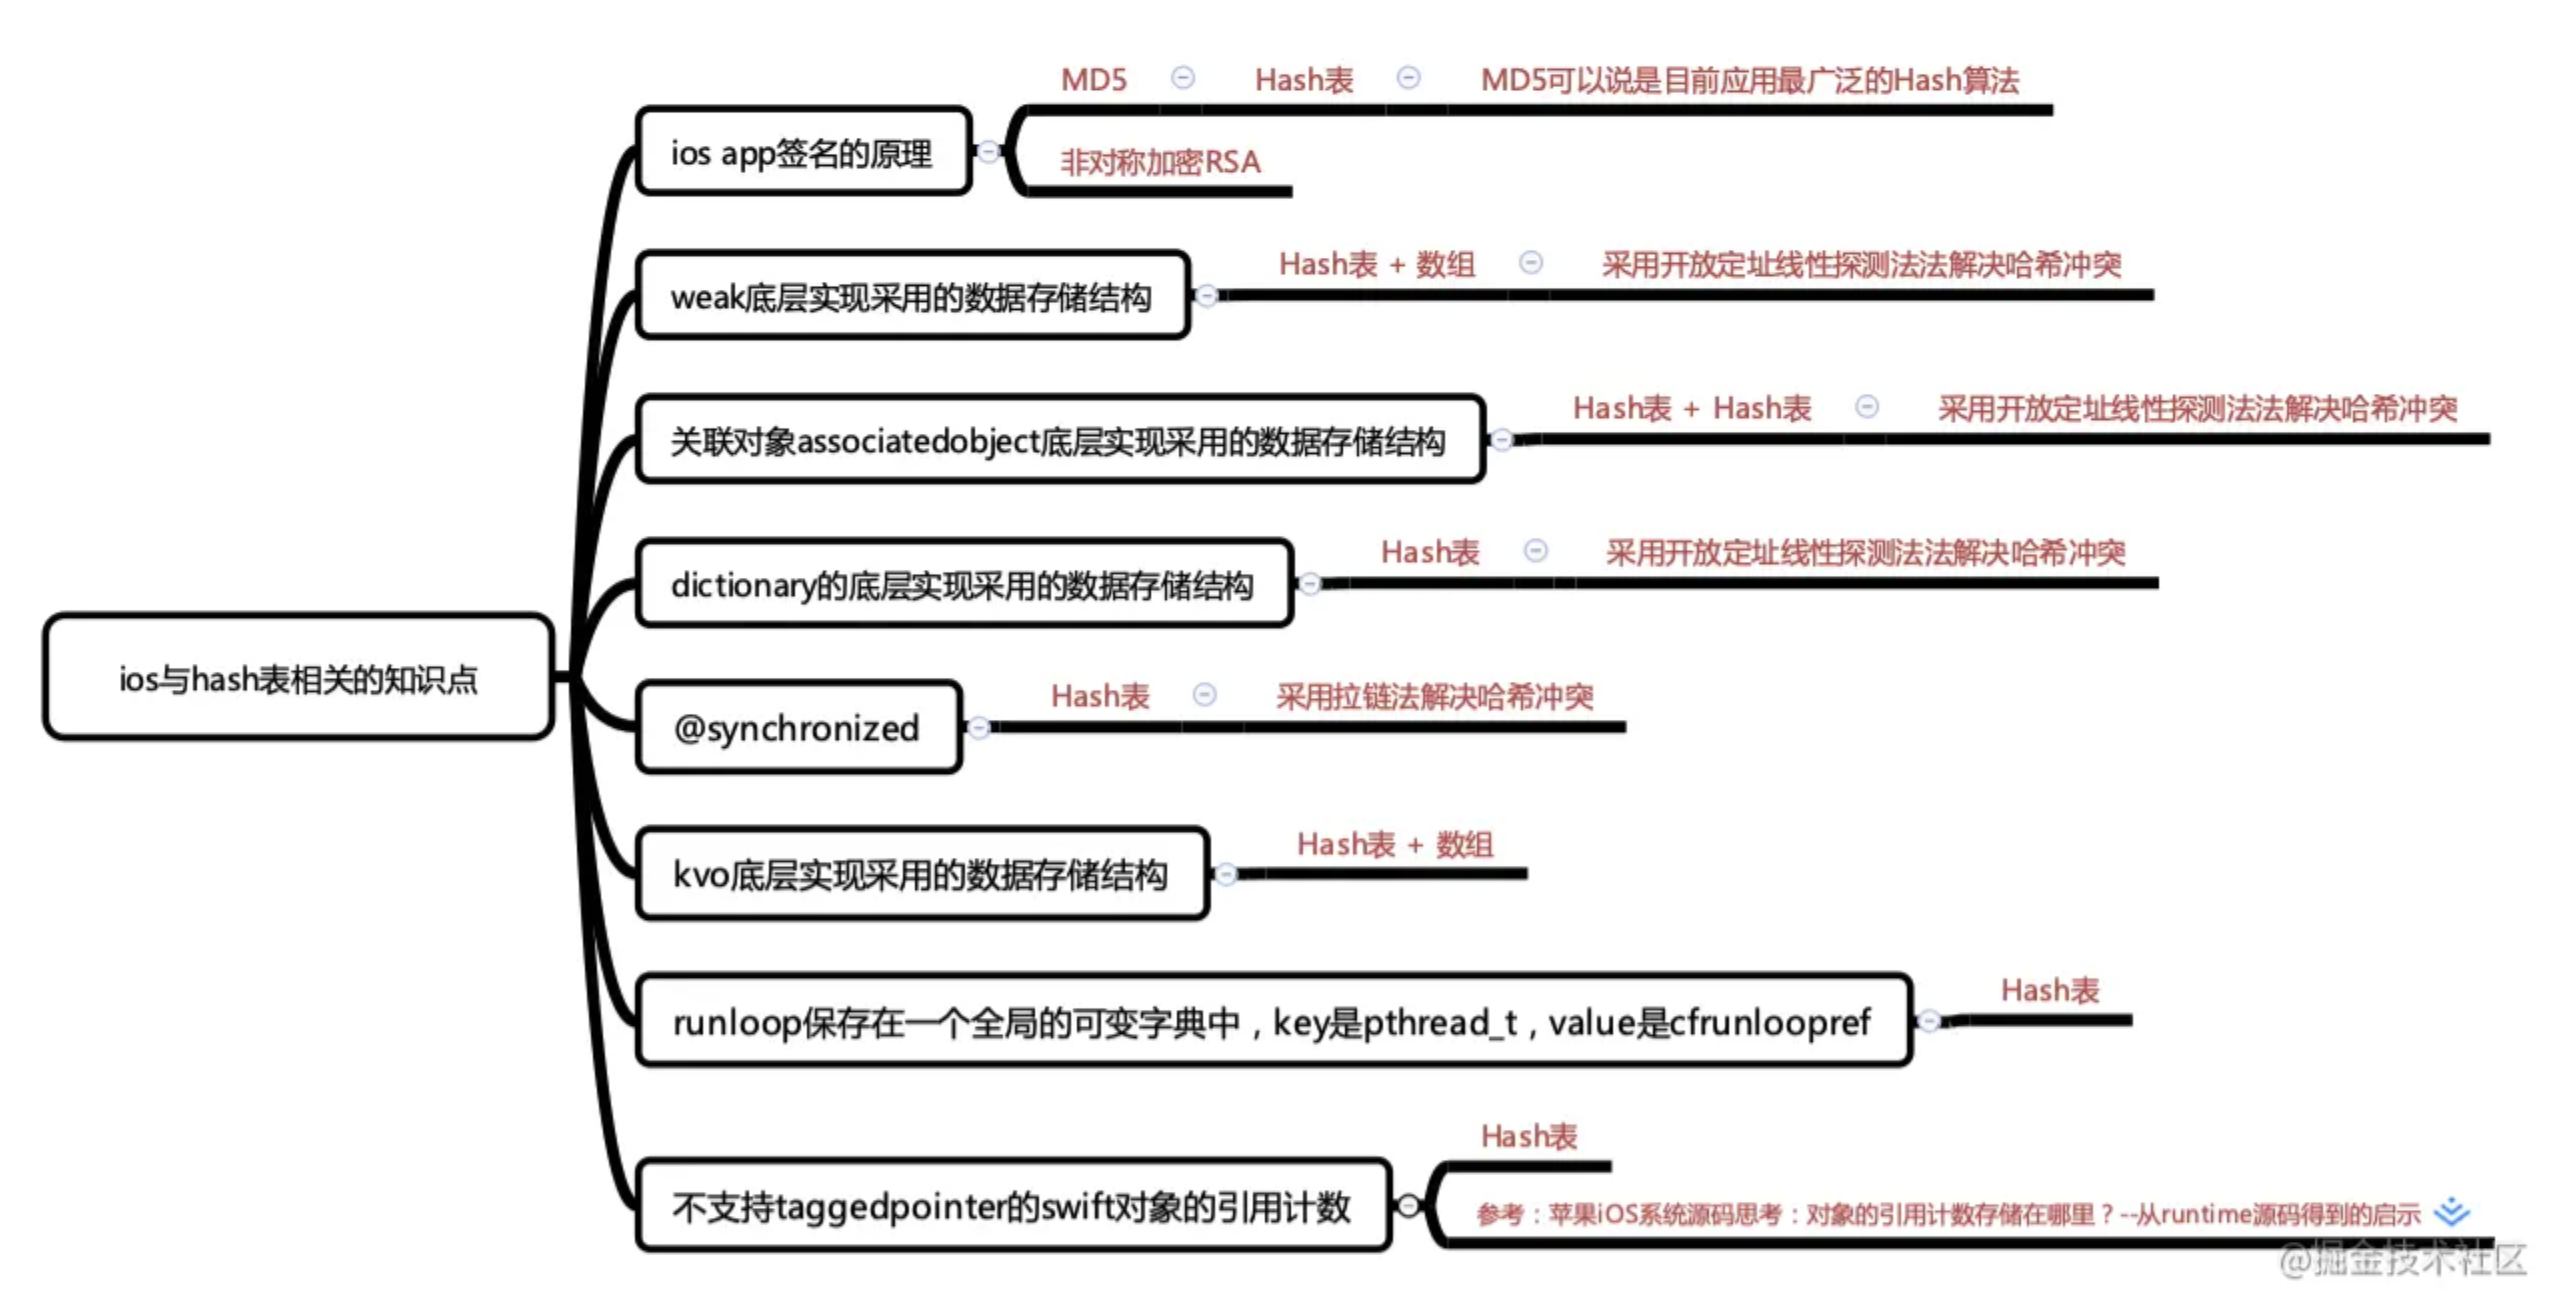 ios与hash表相关的知识点
ios app签名的原理
MD5
Hash表
MD5可以说是目前应用最广泛的Hash算法
非对称加密RSA
weak底层实现采用的数据存储结构
Hash表 + 数组
采用开放定址线性探测法法解决哈希冲突
关联对象associatedobject底层实现采用的数据存储结构
Hash表 + Hash表
采用开放定址线性探测法法解决哈希冲突
dictionary的底层实现采用的数据存储结构
Hash表
采用开放定址线性探测法法解决哈希冲突
@synchronized
Hash表
采用拉链法解决哈希冲突
kvo底层实现采用的数据存储结构
Hash表 + 数组
runloop保存在一个全局的可变字典中，key是pthread_t，value是cfrunloopref
Hash表
不支持taggedpointer的swift对象的引用计数
Hash表
参考：苹果iOS系统源码思考：对象的引用计数存储在哪里？--从runtime源码得到的启示
@掘金技术社区